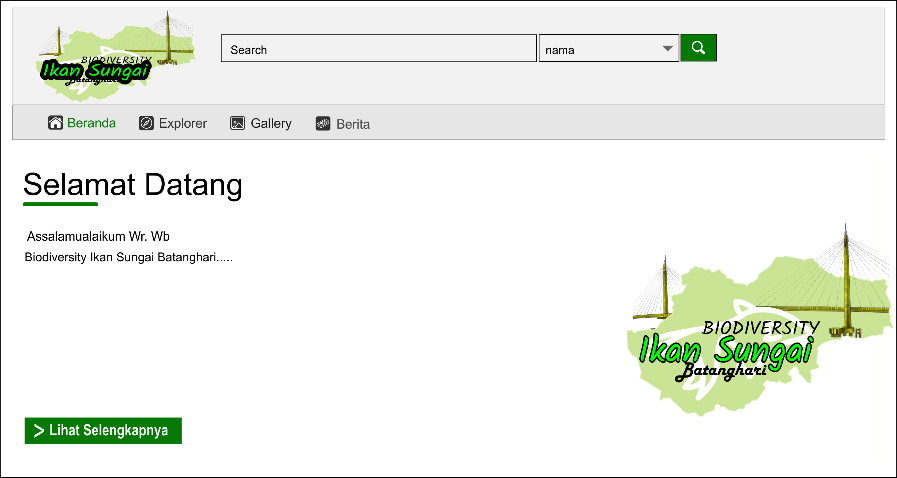 BIODIVERSITY
Ikan Sungai
Batanghari
Search
nama
Beranda
Explorer
Gallery
Berita
Selamat Datang
Assalamualaikum Wr. Wb
Biodiversity Ikan Sungai Batanghari.....
BIODIVERSITY
Ikan Sungai
Batanghari
> Lihat Selengkapnya